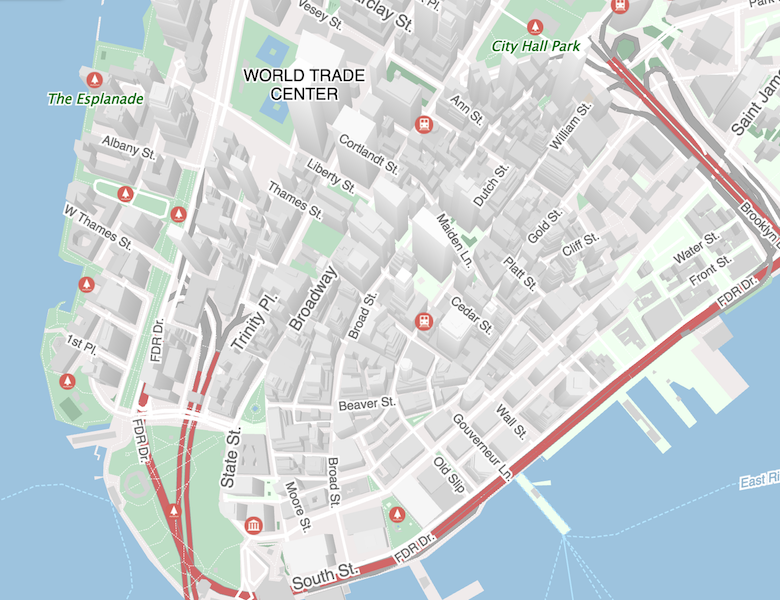 Vesey St.
Barclay St.
Pl.
City Hall Park
Park
WORLD TRADE
CENTER
The Esplanade
Ann St.
William St.
Saint Jam
Albany St.
Cortlandt St.
Liberty St.
Dutch St.
Thames St.
W Thames St.
Maiden Ln.
Gold St.
Cliff St.
Brooklyn
Water St.
Front St.
Platt St.
FDR Dr.
Broadway
Trinity Pl.
Broad St.
Cedar St.
FDR Dr.
1st Pl.
Beaver St.
Wall St.
Gouverneur Ln.
FDR Dr.
State St.
Old Slip
Broad St.
Moore St.
East Ri
FDR Dr.
South St.